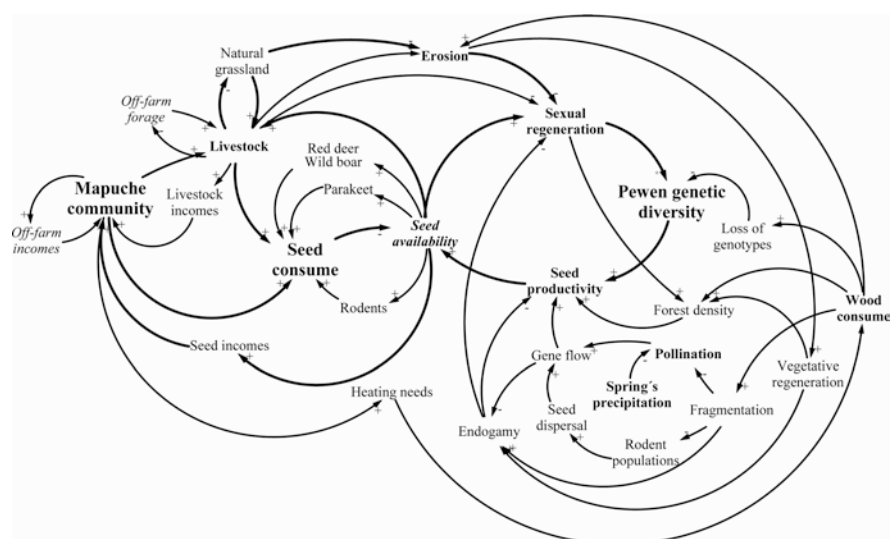 Natural
grassland
Erosion
Off-farm
forage
Livestock
Sexual
regeneration
Red deer
Wild boar
Mapuche
community
Livestock
incomes
Parakeet
Pewen genetic
diversity
Off-farm
incomes
Seed
consume
Seed
availability
Loss of
genotypes
Seed
productivity
Rodents
Forest density
Wood
consume
Seed incomes
Gene flow
Pollination
Vegetative
regeneration
Heating needs
Spring´s
precipitation
Fragmentation
Endogamy
Seed
dispersal
Rodent
populations